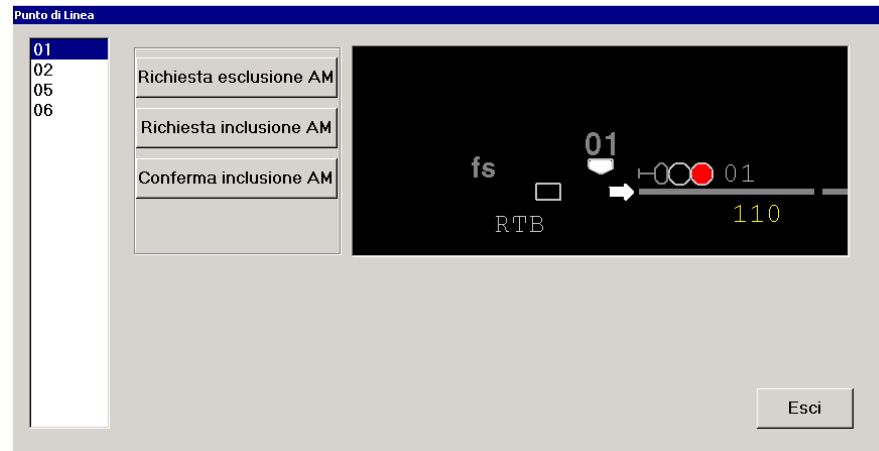 Punto di Linea
01
02
05
06
Richiesta esclusione AM
Richiesta inclusione AM
Conferma inclusione AM
01
fs
01
RTB
110
Esci